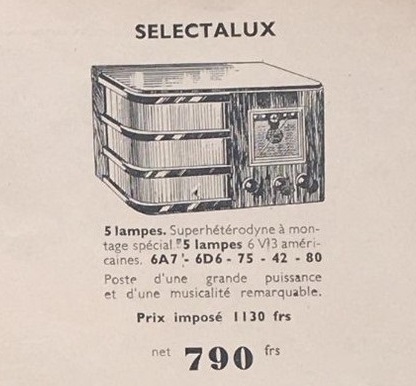 SELECTALUX
5 lampes. Superhétérodyne à mon-
tage spécial. 5 lampes 6 V 3 améri-
caines. 6A7 - 6D6 - 75 - 42 - 80
Poste d'une grande puissance
et d'une musicalité remarquable.
Prix imposé 1130 frs
net 790 frs